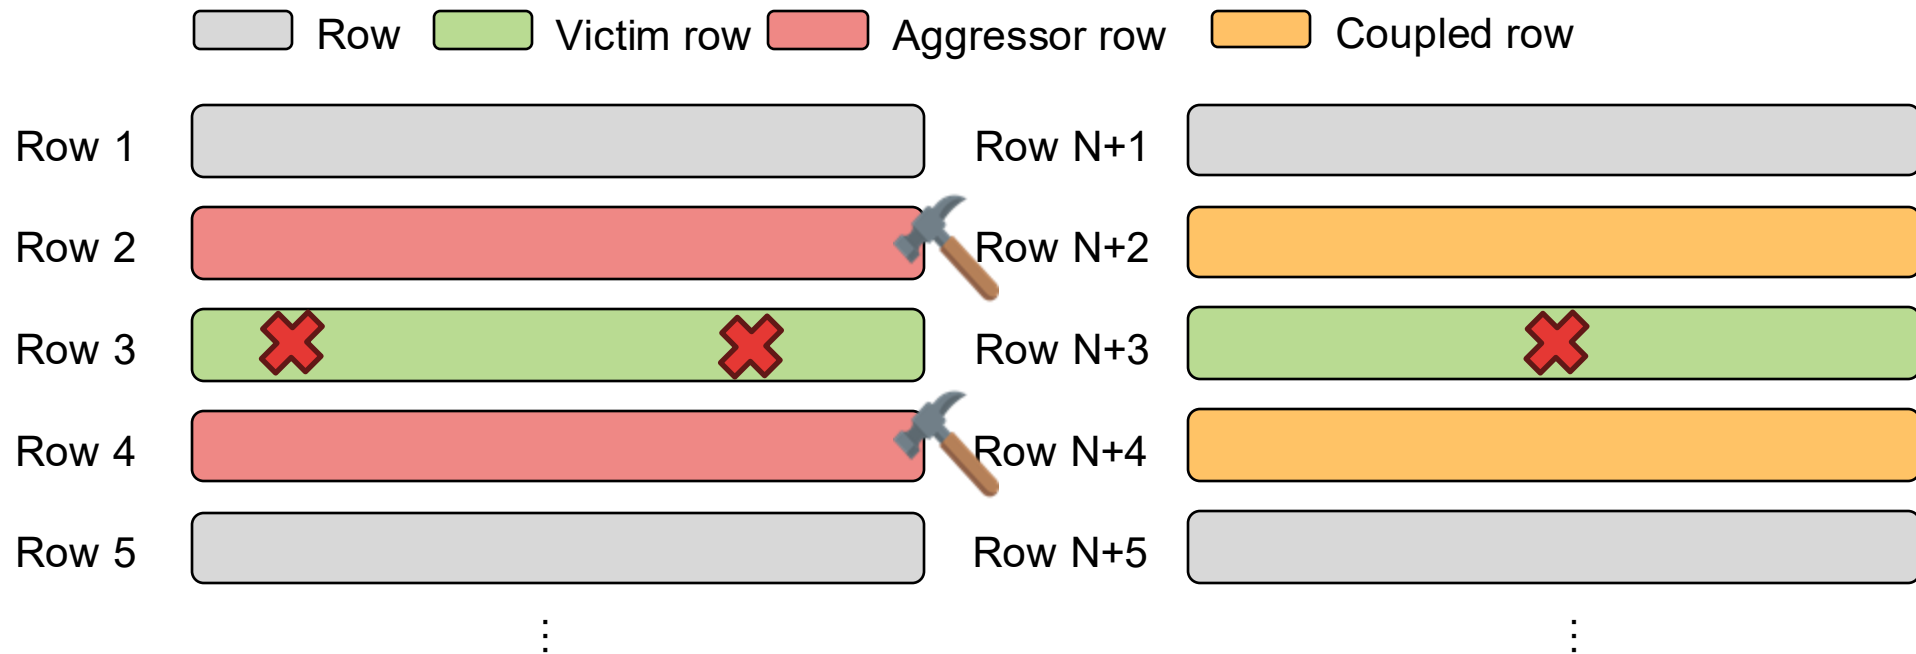 Row Victim row Aggressor row Coupled row
Row 1 Row N+1
Row 2 Row N+2
Row 3 Row N+3
Row 4 Row N+4
Row 5 Row N+5
⋮ ⋮